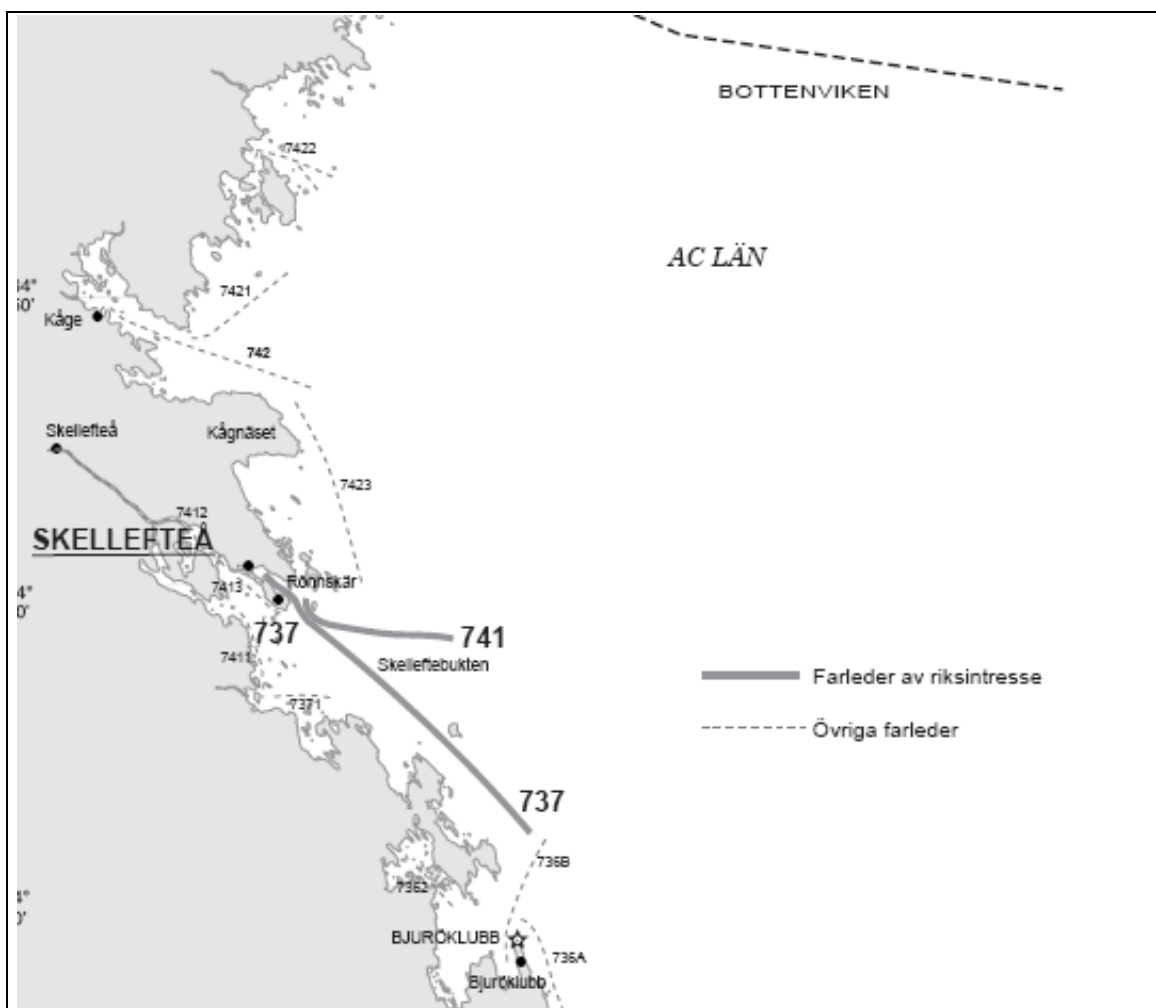 BOTTENVIKEN
7422
AC LÄN
7421
50'
Kåge
742
Skellefteå
Kågnäset
7423
7412
SKELLEFTEÅ
7413
Rönnskär
737
741
7411
Skelleftebukten
Farleder av riksintresse
7371
Övriga farleder
737
736B
7362
BJURÖKLUBB
736A
Bjuröklubb